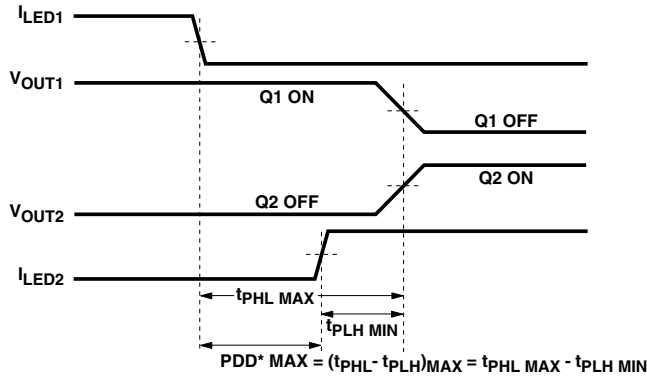 ILED1
VOUT1
Q1 ON
Q1 OFF
Q2 ON
Q2 OFF
VOUT2
ILED2
tPHL MAX
tPLH MIN
PDD* MAX = (tPHL- tPLH)MAX = tPHL MAX - tPLH MIN